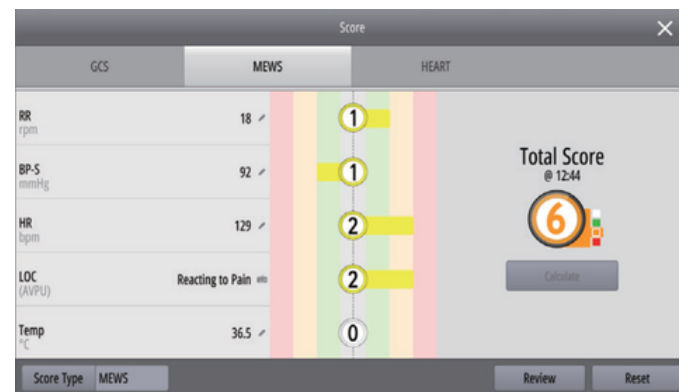 Score
GCS MEWS HEART
RR
rpm
18
1
BP-S
mmHg
92
1
HR
bpm
129
2
LOC
(AVPU)
Reacting to Pain
2
Temp
°C
36.5
0
Total Score
@ 12:44
6
Calculate
Score Type MEWS
Review Reset